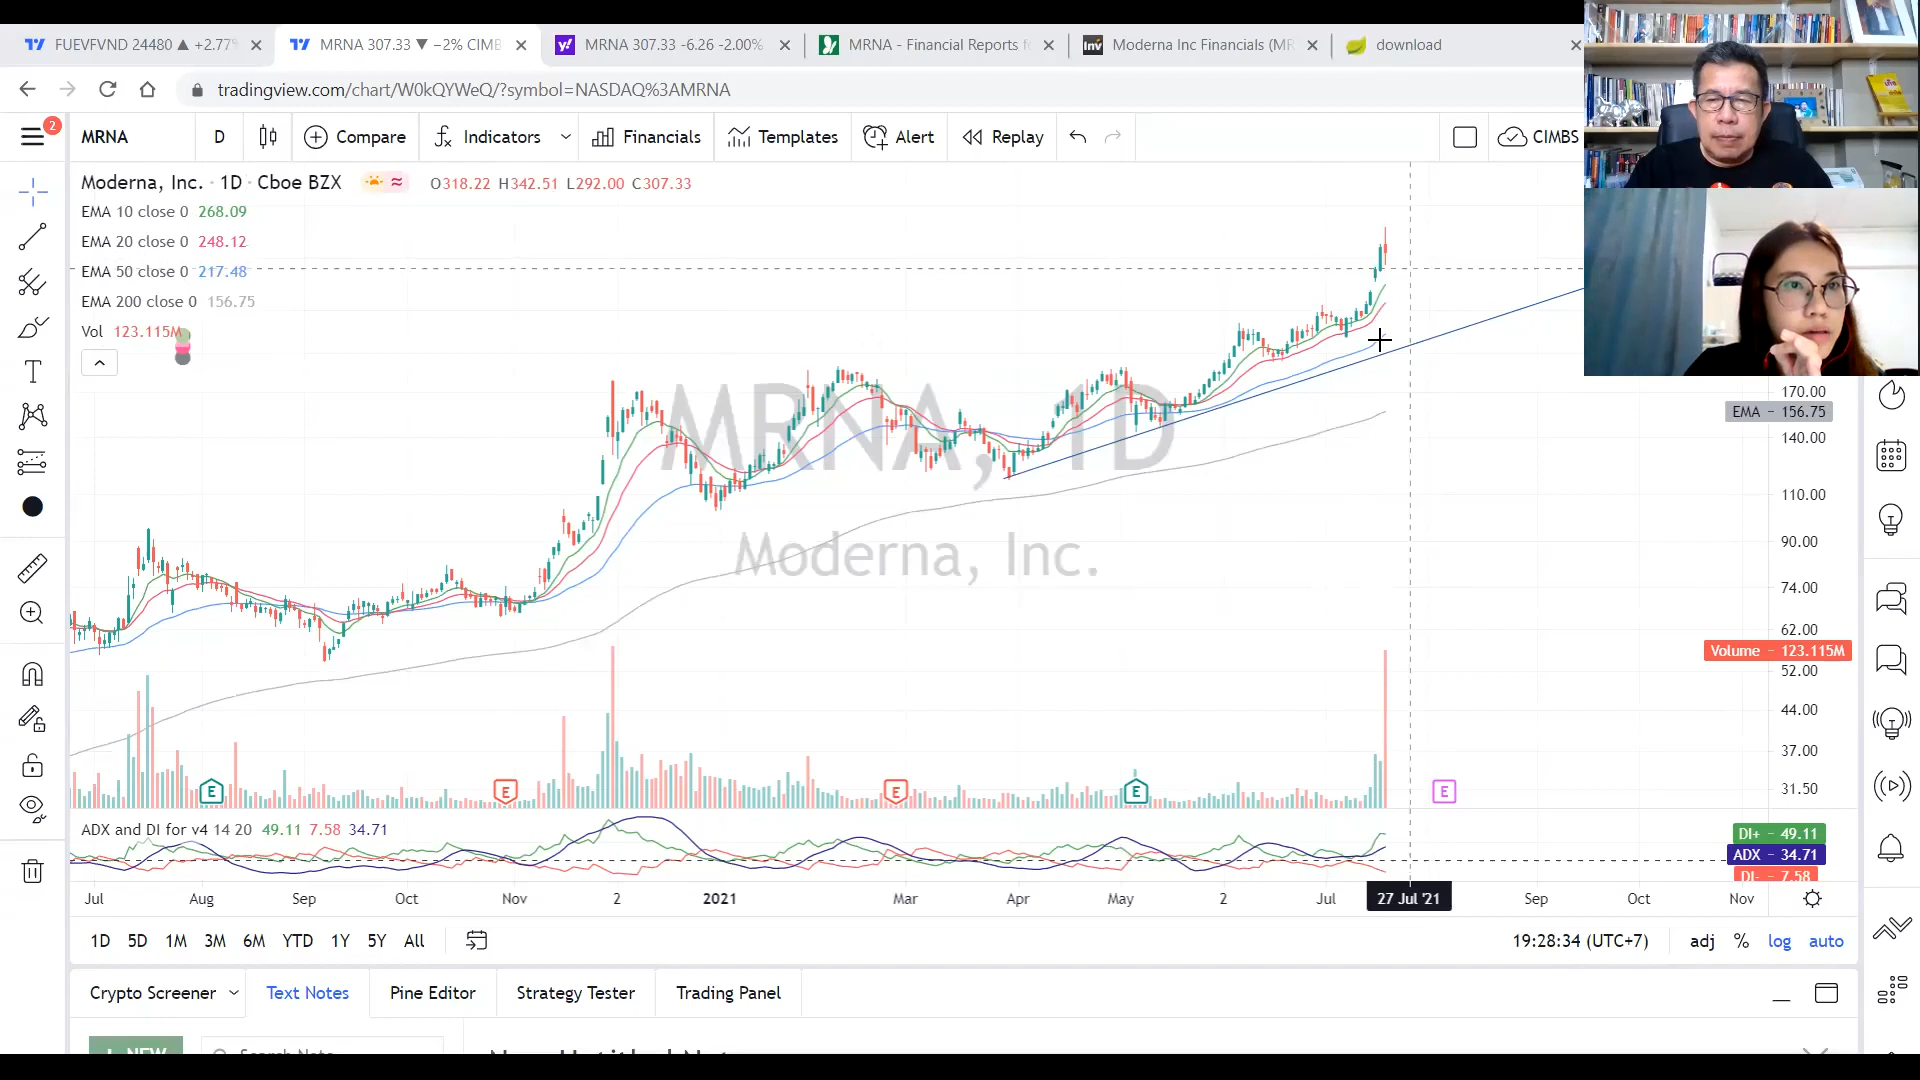 FUEVFVND 24480 ▲ +2.77%
MRNA 307.33 ▼ −2% CIMB
MRNA 307.33 -6.26 -2.00%
MRNA - Financial Reports f
Moderna Inc Financials (MR
download
tradingview.com/chart/W0kQYWeQ/?symbol=NASDAQ%3AMRNA
2
MRNA
D
Compare
Indicators
Financials
Templates
Alert
Replay
CIMBS
Moderna, Inc. · 1D · Cboe BZX
O318.22 H342.51 L292.00 C307.33
EMA 10 close 0 268.09
EMA 20 close 0 248.12
EMA 50 close 0 217.48
EMA 200 close 0 156.75
Vol 123.115M
MRNA, 1D
Moderna, Inc.
170.00
EMA − 156.75
140.00
110.00
90.00
74.00
62.00
Volume − 123.115M
52.00
44.00
37.00
31.50
E
E
E
E
E
ADX and DI for v4 14 20 49.11 7.58 34.71
DI+ − 49.11
ADX − 34.71
DI- − 7.58
Jul Aug Sep Oct Nov 2 2021 Mar Apr May 2 Jul 27 Jul '21 Sep Oct Nov
1D 5D 1M 3M 6M YTD 1Y 5Y All
19:28:34 (UTC+7) adj % log auto
Crypto Screener
Text Notes
Pine Editor
Strategy Tester
Trading Panel